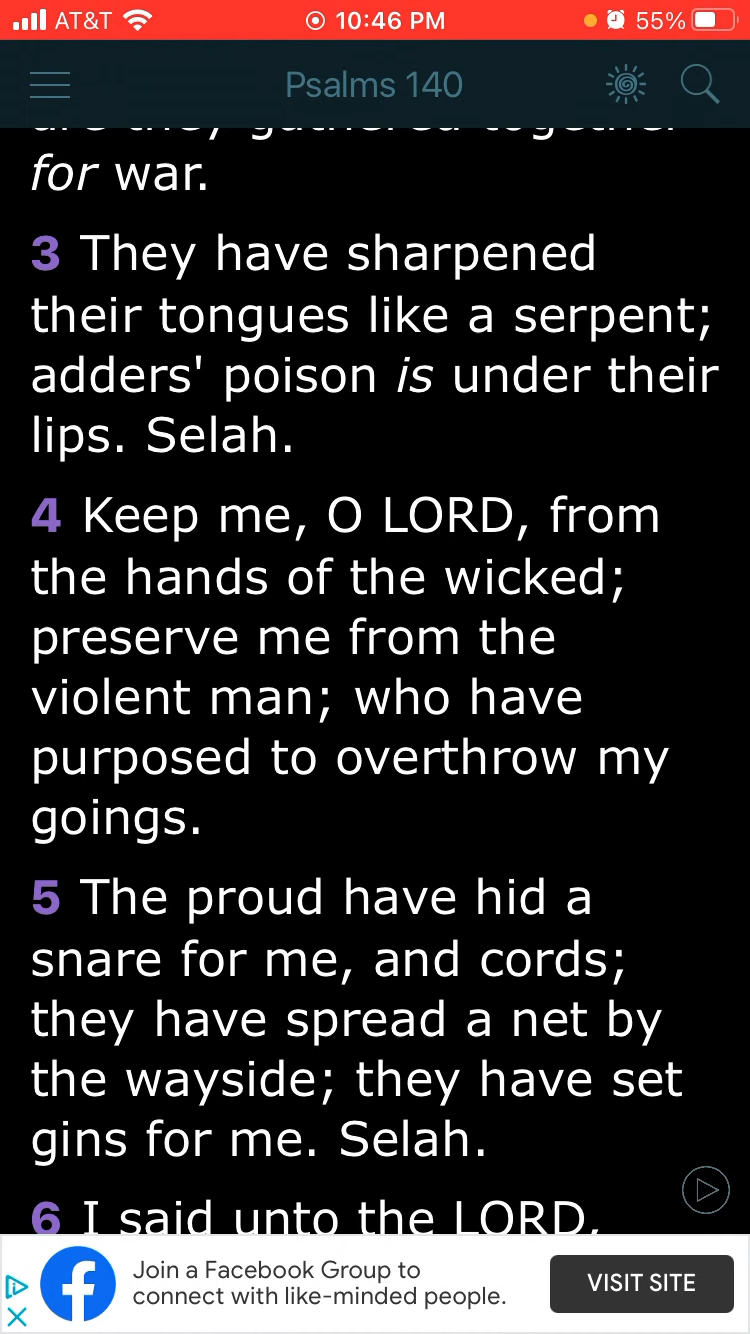 AT&T 10:46 PM 55%
Psalms 140
are they gathered together
for war.
3 They have sharpened
their tongues like a serpent;
adders' poison is under their
lips. Selah.
4 Keep me, O LORD, from
the hands of the wicked;
preserve me from the
violent man; who have
purposed to overthrow my
goings.
5 The proud have hid a
snare for me, and cords;
they have spread a net by
the wayside; they have set
gins for me. Selah.
6 I said unto the LORD,
Join a Facebook Group to
connect with like-minded people.
VISIT SITE